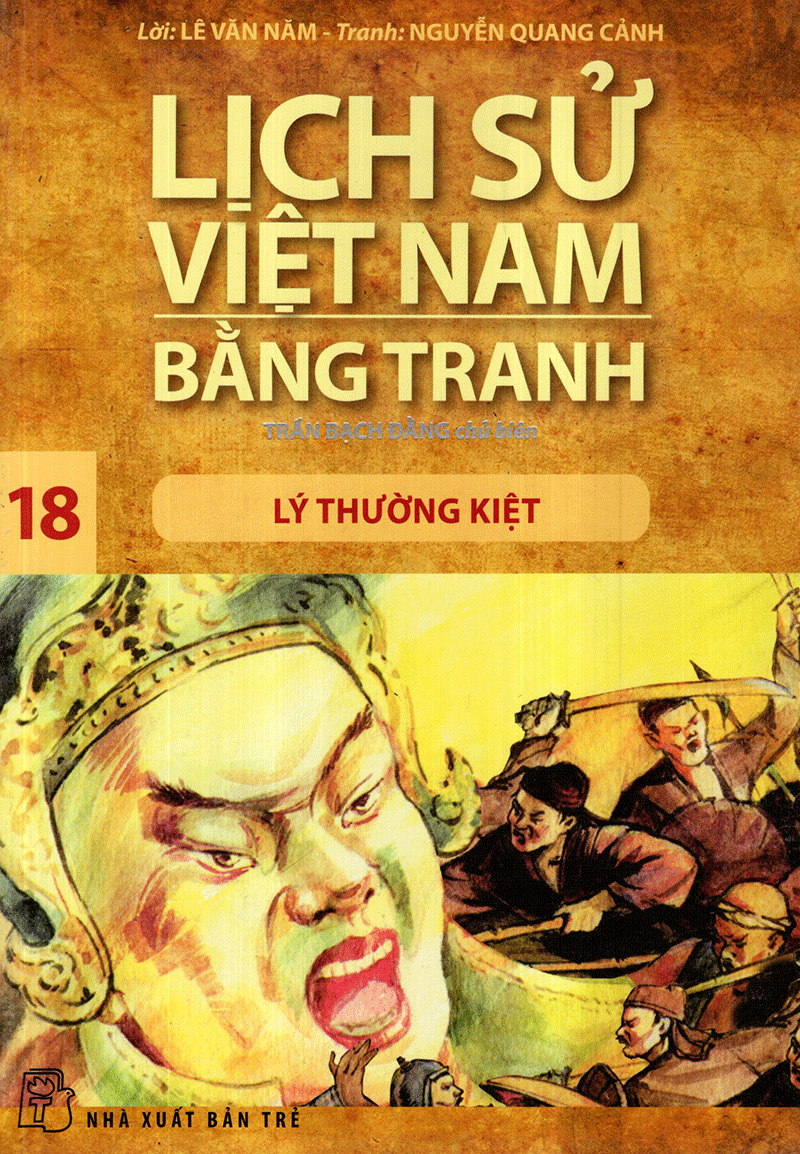 Lời: LÊ VĂN NĂM - Tranh: NGUYỄN QUANG CẢNH
LỊCH SỬ
VIỆT NAM
BẰNG TRANH
TRẦN BẠCH ĐẰNG chủ biên
18
LÝ THƯỜNG KIỆT
T
NHÀ XUẤT BẢN TRẺ